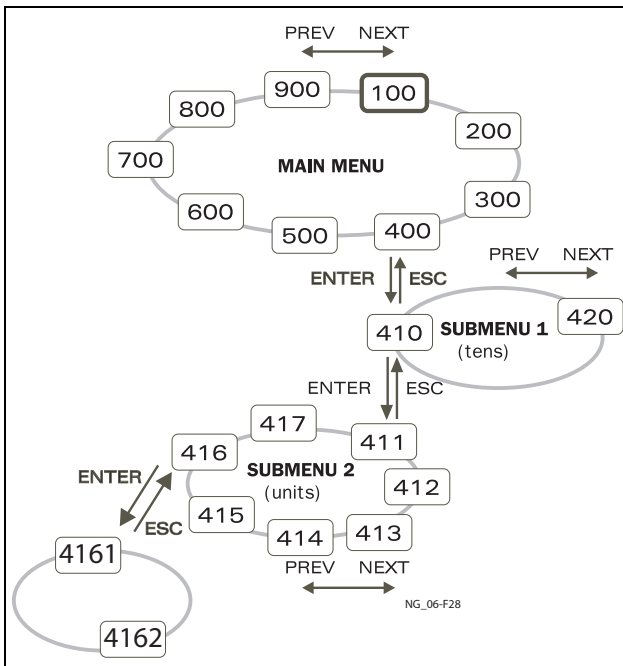 PREV NEXT
900
100
800
200
700
MAIN MENU
300
600
400
500
ENTER ESC
PREV NEXT
410
SUBMENU 1
420
(tens)
ENTER ESC
417
411
416
SUBMENU 2
412
(units)
415
413
414
ENTER
ESC
PREV NEXT
4161
4162
NG_06-F28